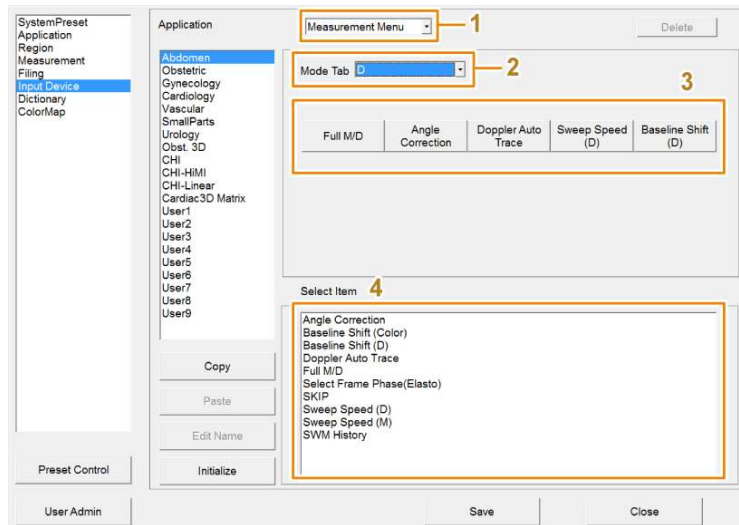 SystemPreset
Application
Region
Measurement
Filing
Input Device
Dictionary
ColorMap
Preset Control
User Admin
Application
Abdomen
Obstetric
Gynecology
Cardiology
Vascular
SmallParts
Urology
Obst. 3D
CHI
CHI-HiMI
CHI-Linear
Cardiac3D Matrix
User1
User2
User3
User4
User5
User6
User7
User8
User9
Copy
Paste
Edit Name
Initialize
Measurement Menu
1
Delete
Mode Tab D
2
3
Full M/D
Angle
Correction
Doppler Auto
Trace
Sweep Speed
(D)
Baseline Shift
(D)
Select Item
4
Angle Correction
Baseline Shift (Color)
Baseline Shift (D)
Doppler Auto Trace
Full M/D
Select Frame Phase(Elasto)
SKIP
Sweep Speed (D)
Sweep Speed (M)
SWM History
Save
Close